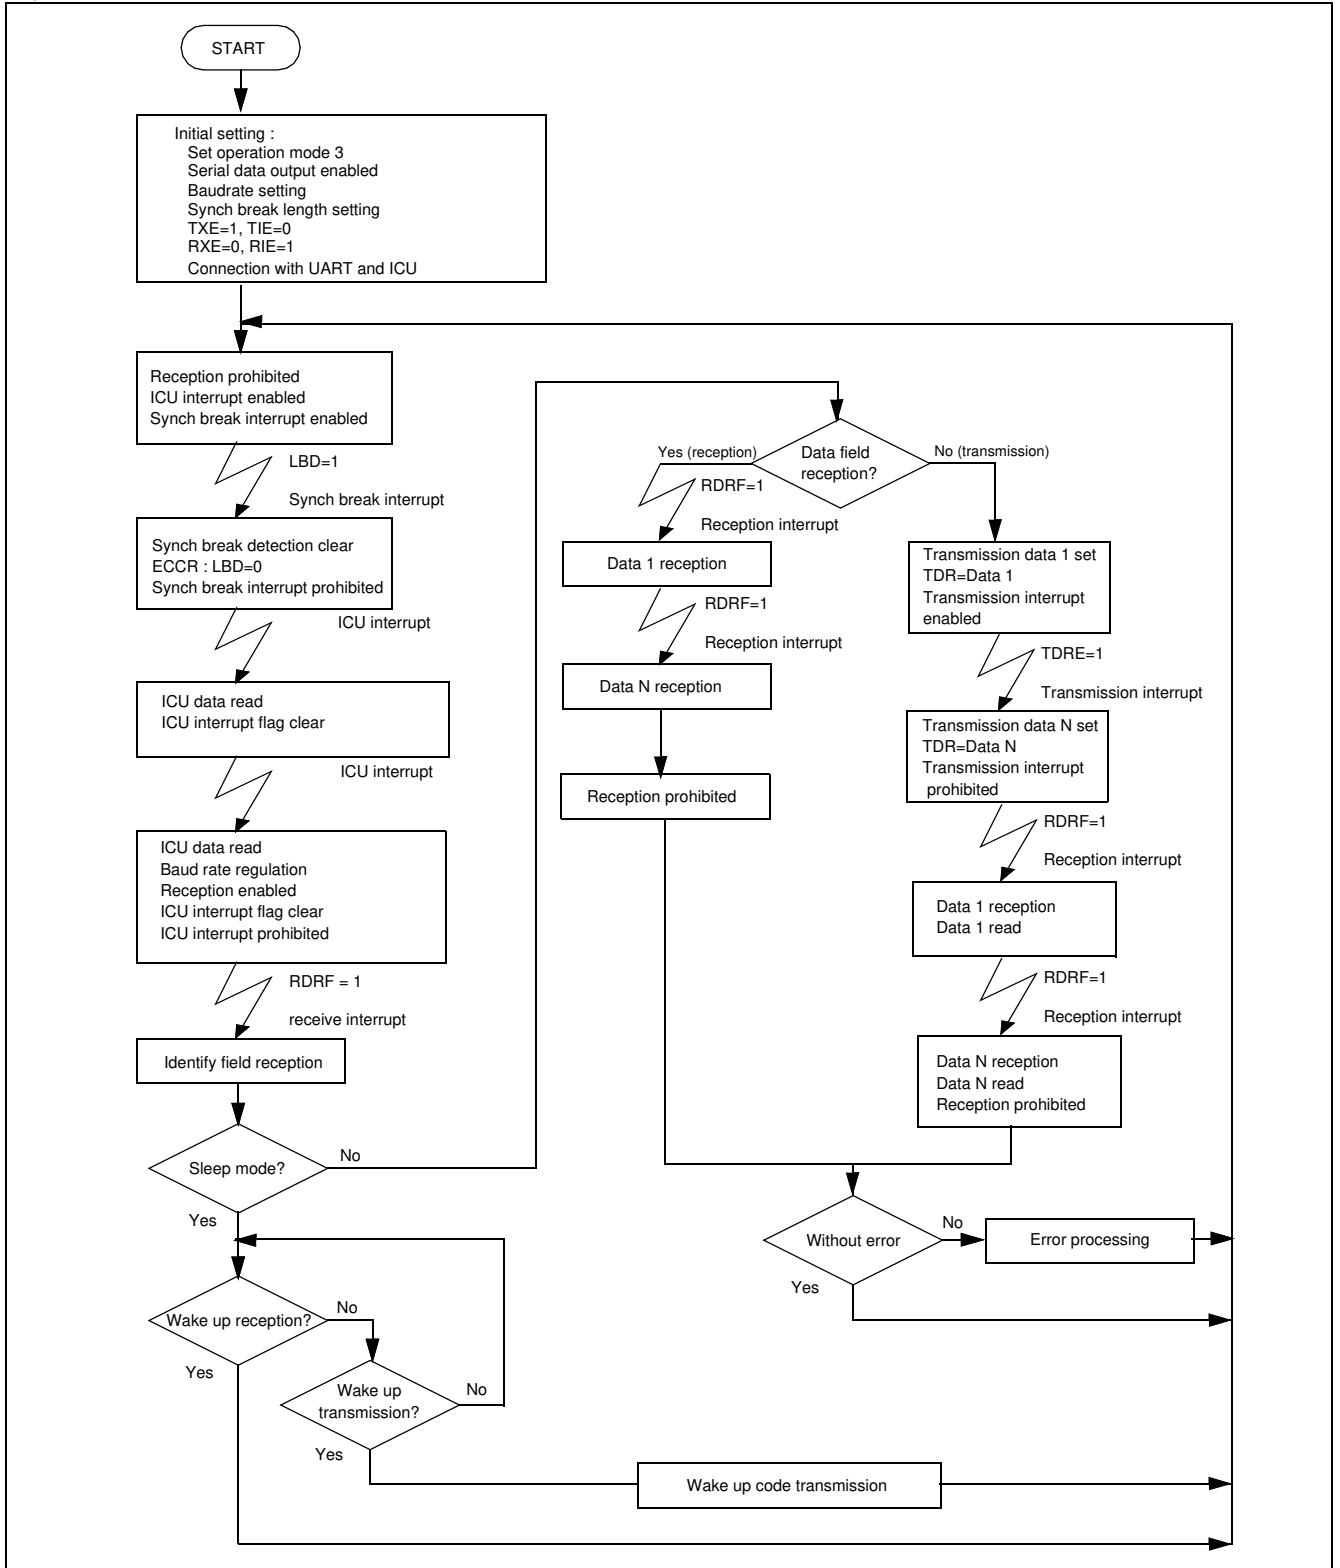 START
Initial setting :
Set operation mode 3
Serial data output enabled
Baudrate setting
Synch break length setting
TXE=1, TIE=0
RXE=0, RIE=1
Connection with UART and ICU
Reception prohibited
ICU interrupt enabled
Synch break interrupt enabled
LBD=1
Synch break interrupt
Synch break detection clear
ECCR : LBD=0
Synch break interrupt prohibited
ICU interrupt
ICU data read
ICU interrupt flag clear
ICU interrupt
ICU data read
Baud rate regulation
Reception enabled
ICU interrupt flag clear
ICU interrupt prohibited
RDRF = 1
receive interrupt
Identify field reception
Sleep mode?
No
Yes
Wake up reception?
No
Yes
Wake up
transmission?
No
Yes
Wake up code transmission
Data field
reception?
Yes (reception)
No (transmission)
RDRF=1
Reception interrupt
Data 1 reception
RDRF=1
Reception interrupt
Data N reception
Reception prohibited
Transmission data 1 set
TDR=Data 1
Transmission interrupt
enabled
TDRE=1
Transmission interrupt
Transmission data N set
TDR=Data N
Transmission interrupt
prohibited
RDRF=1
Reception interrupt
Data 1 reception
Data 1 read
RDRF=1
Reception interrupt
Data N reception
Data N read
Reception prohibited
Without error
No
Yes
Error processing